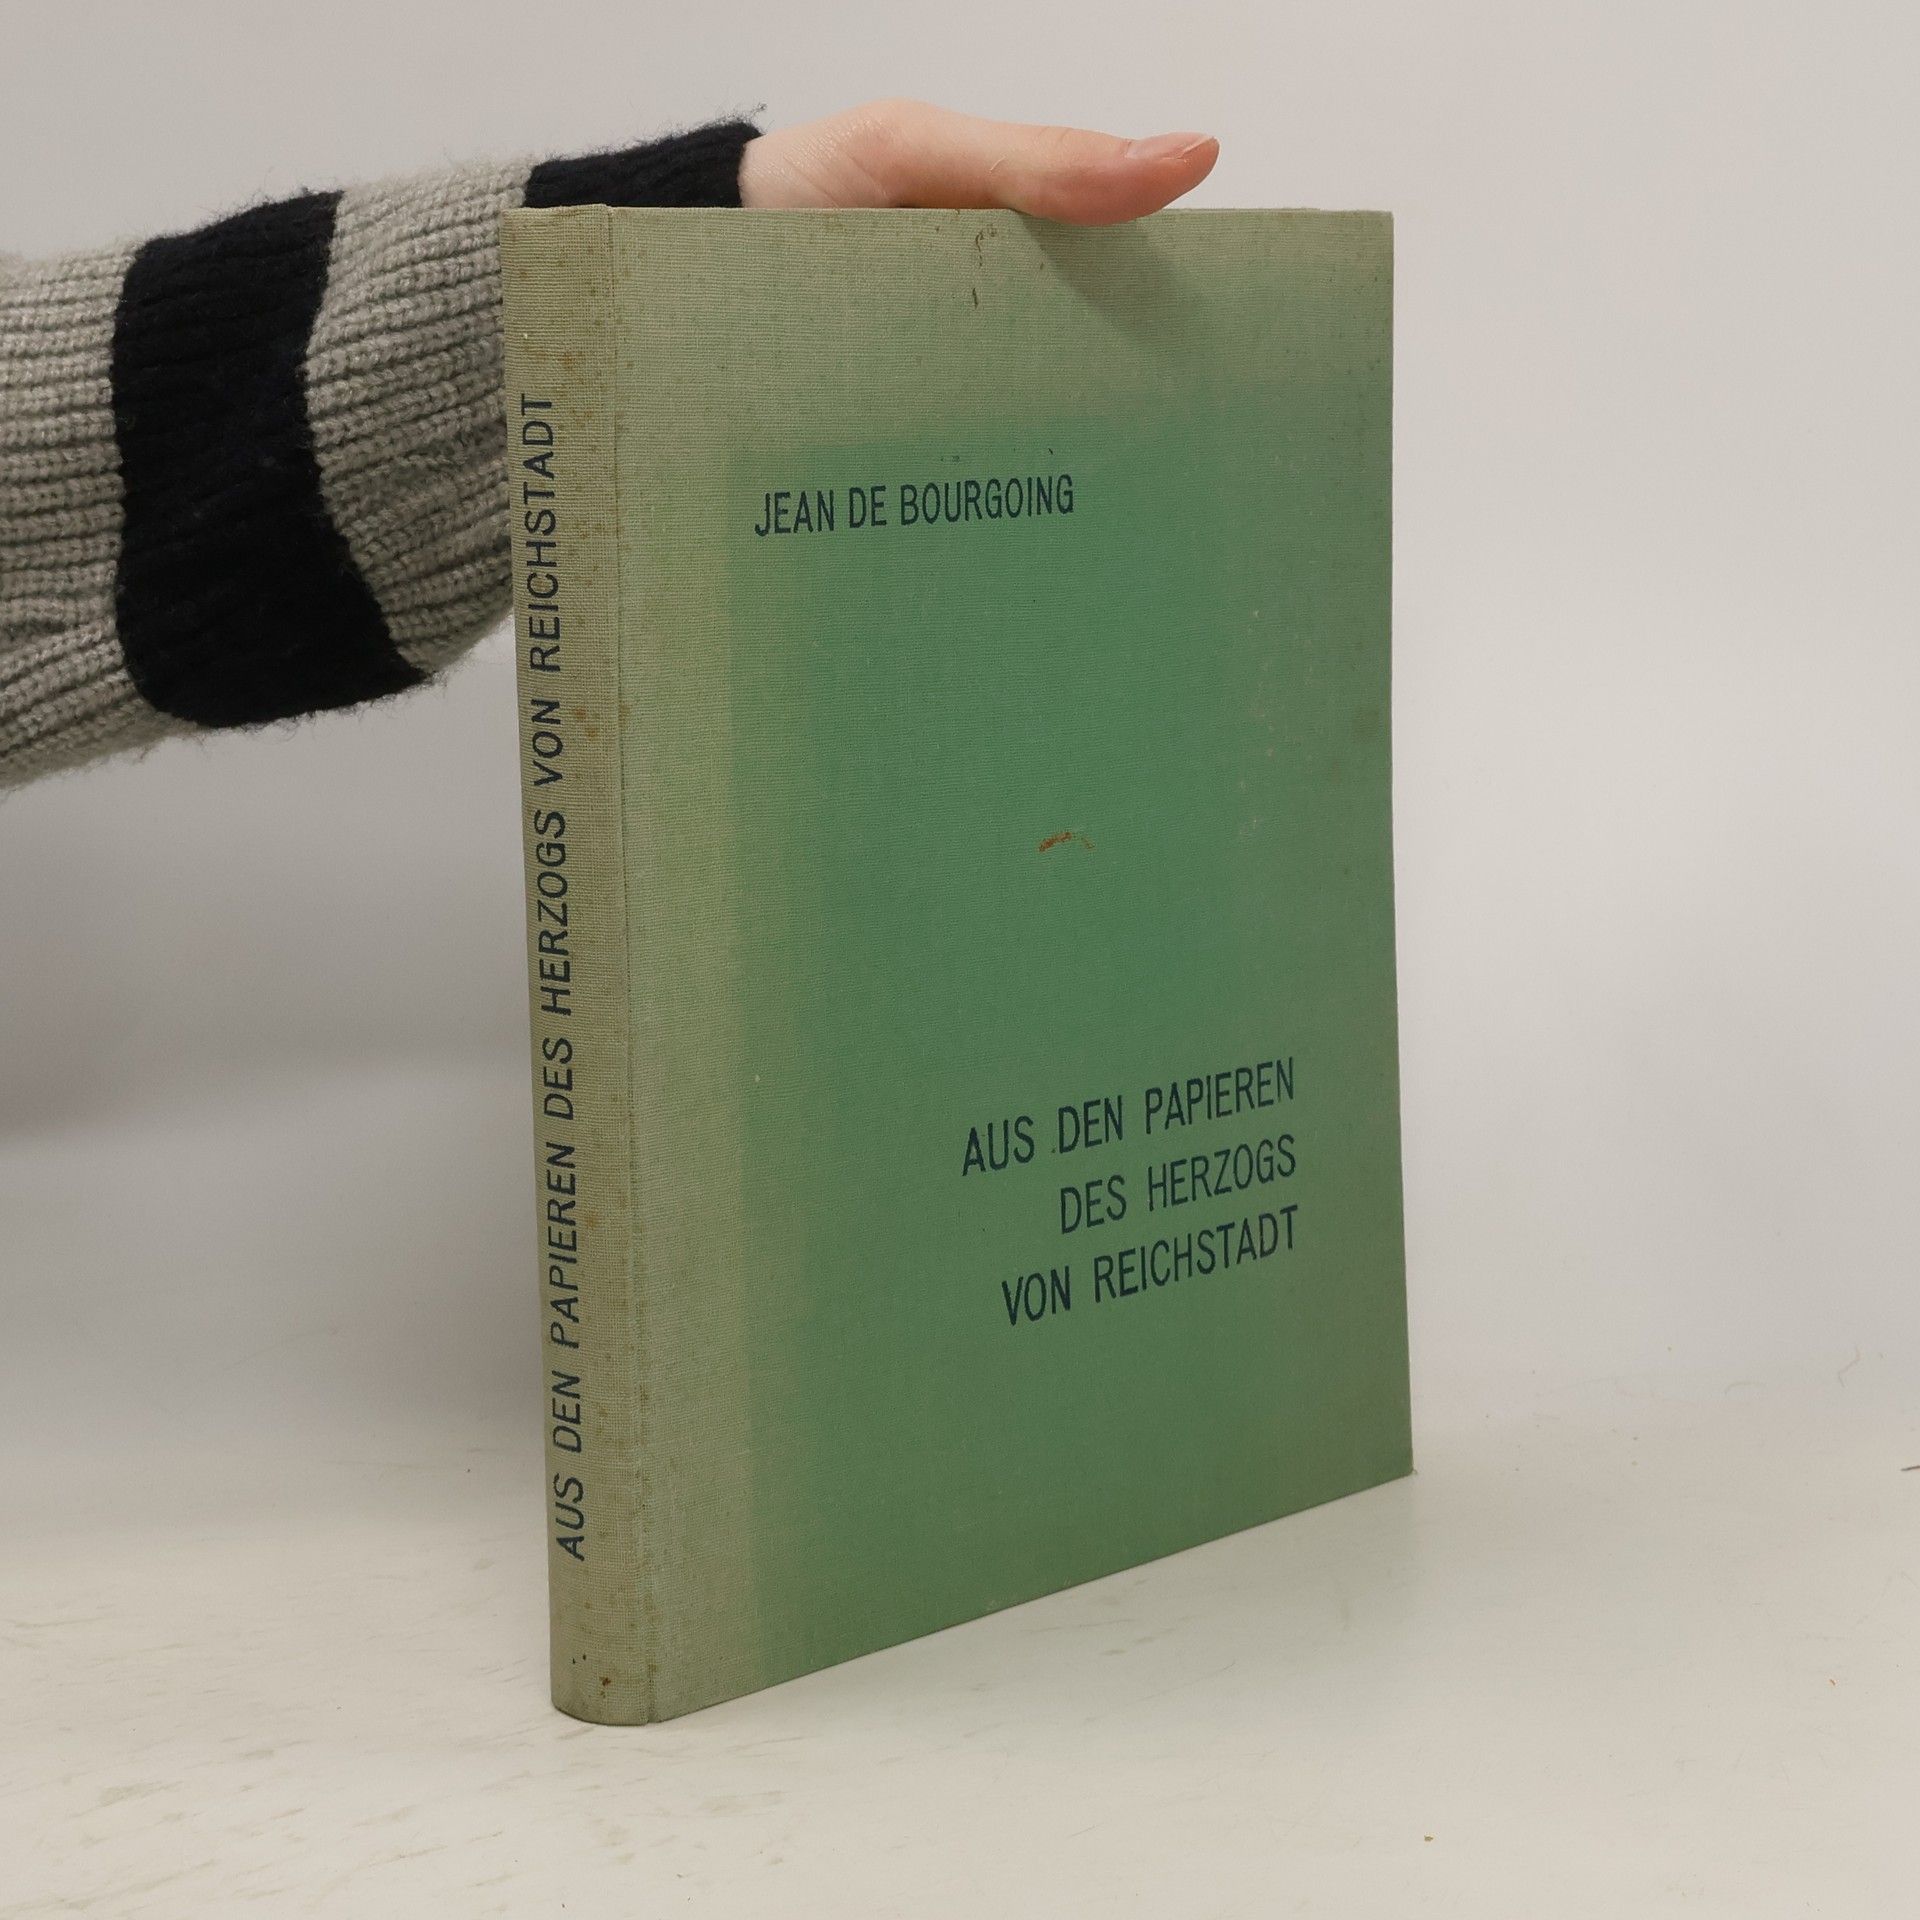 AUS DEN PAPIEREN DES HERZOGS VON REICHSTADT
JEAN DE BOURGOING
AUS DEN PAPIEREN
DES HERZOGS
VON REICHSTADT